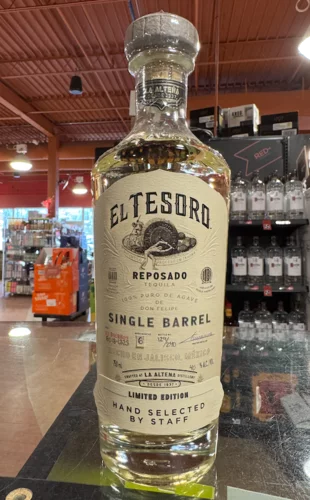 LA ALTEÑA
EL TESORO
REPOSADO
TEQUILA
100% PURO DE AGAVE
DE
DON FELIPE
SINGLE BARREL
HECHO EN JALISCO, MÉXICO
LA ALTEÑA
DESDE 1937
LIMITED EDITION
HAND SELECTED
BY STAFF